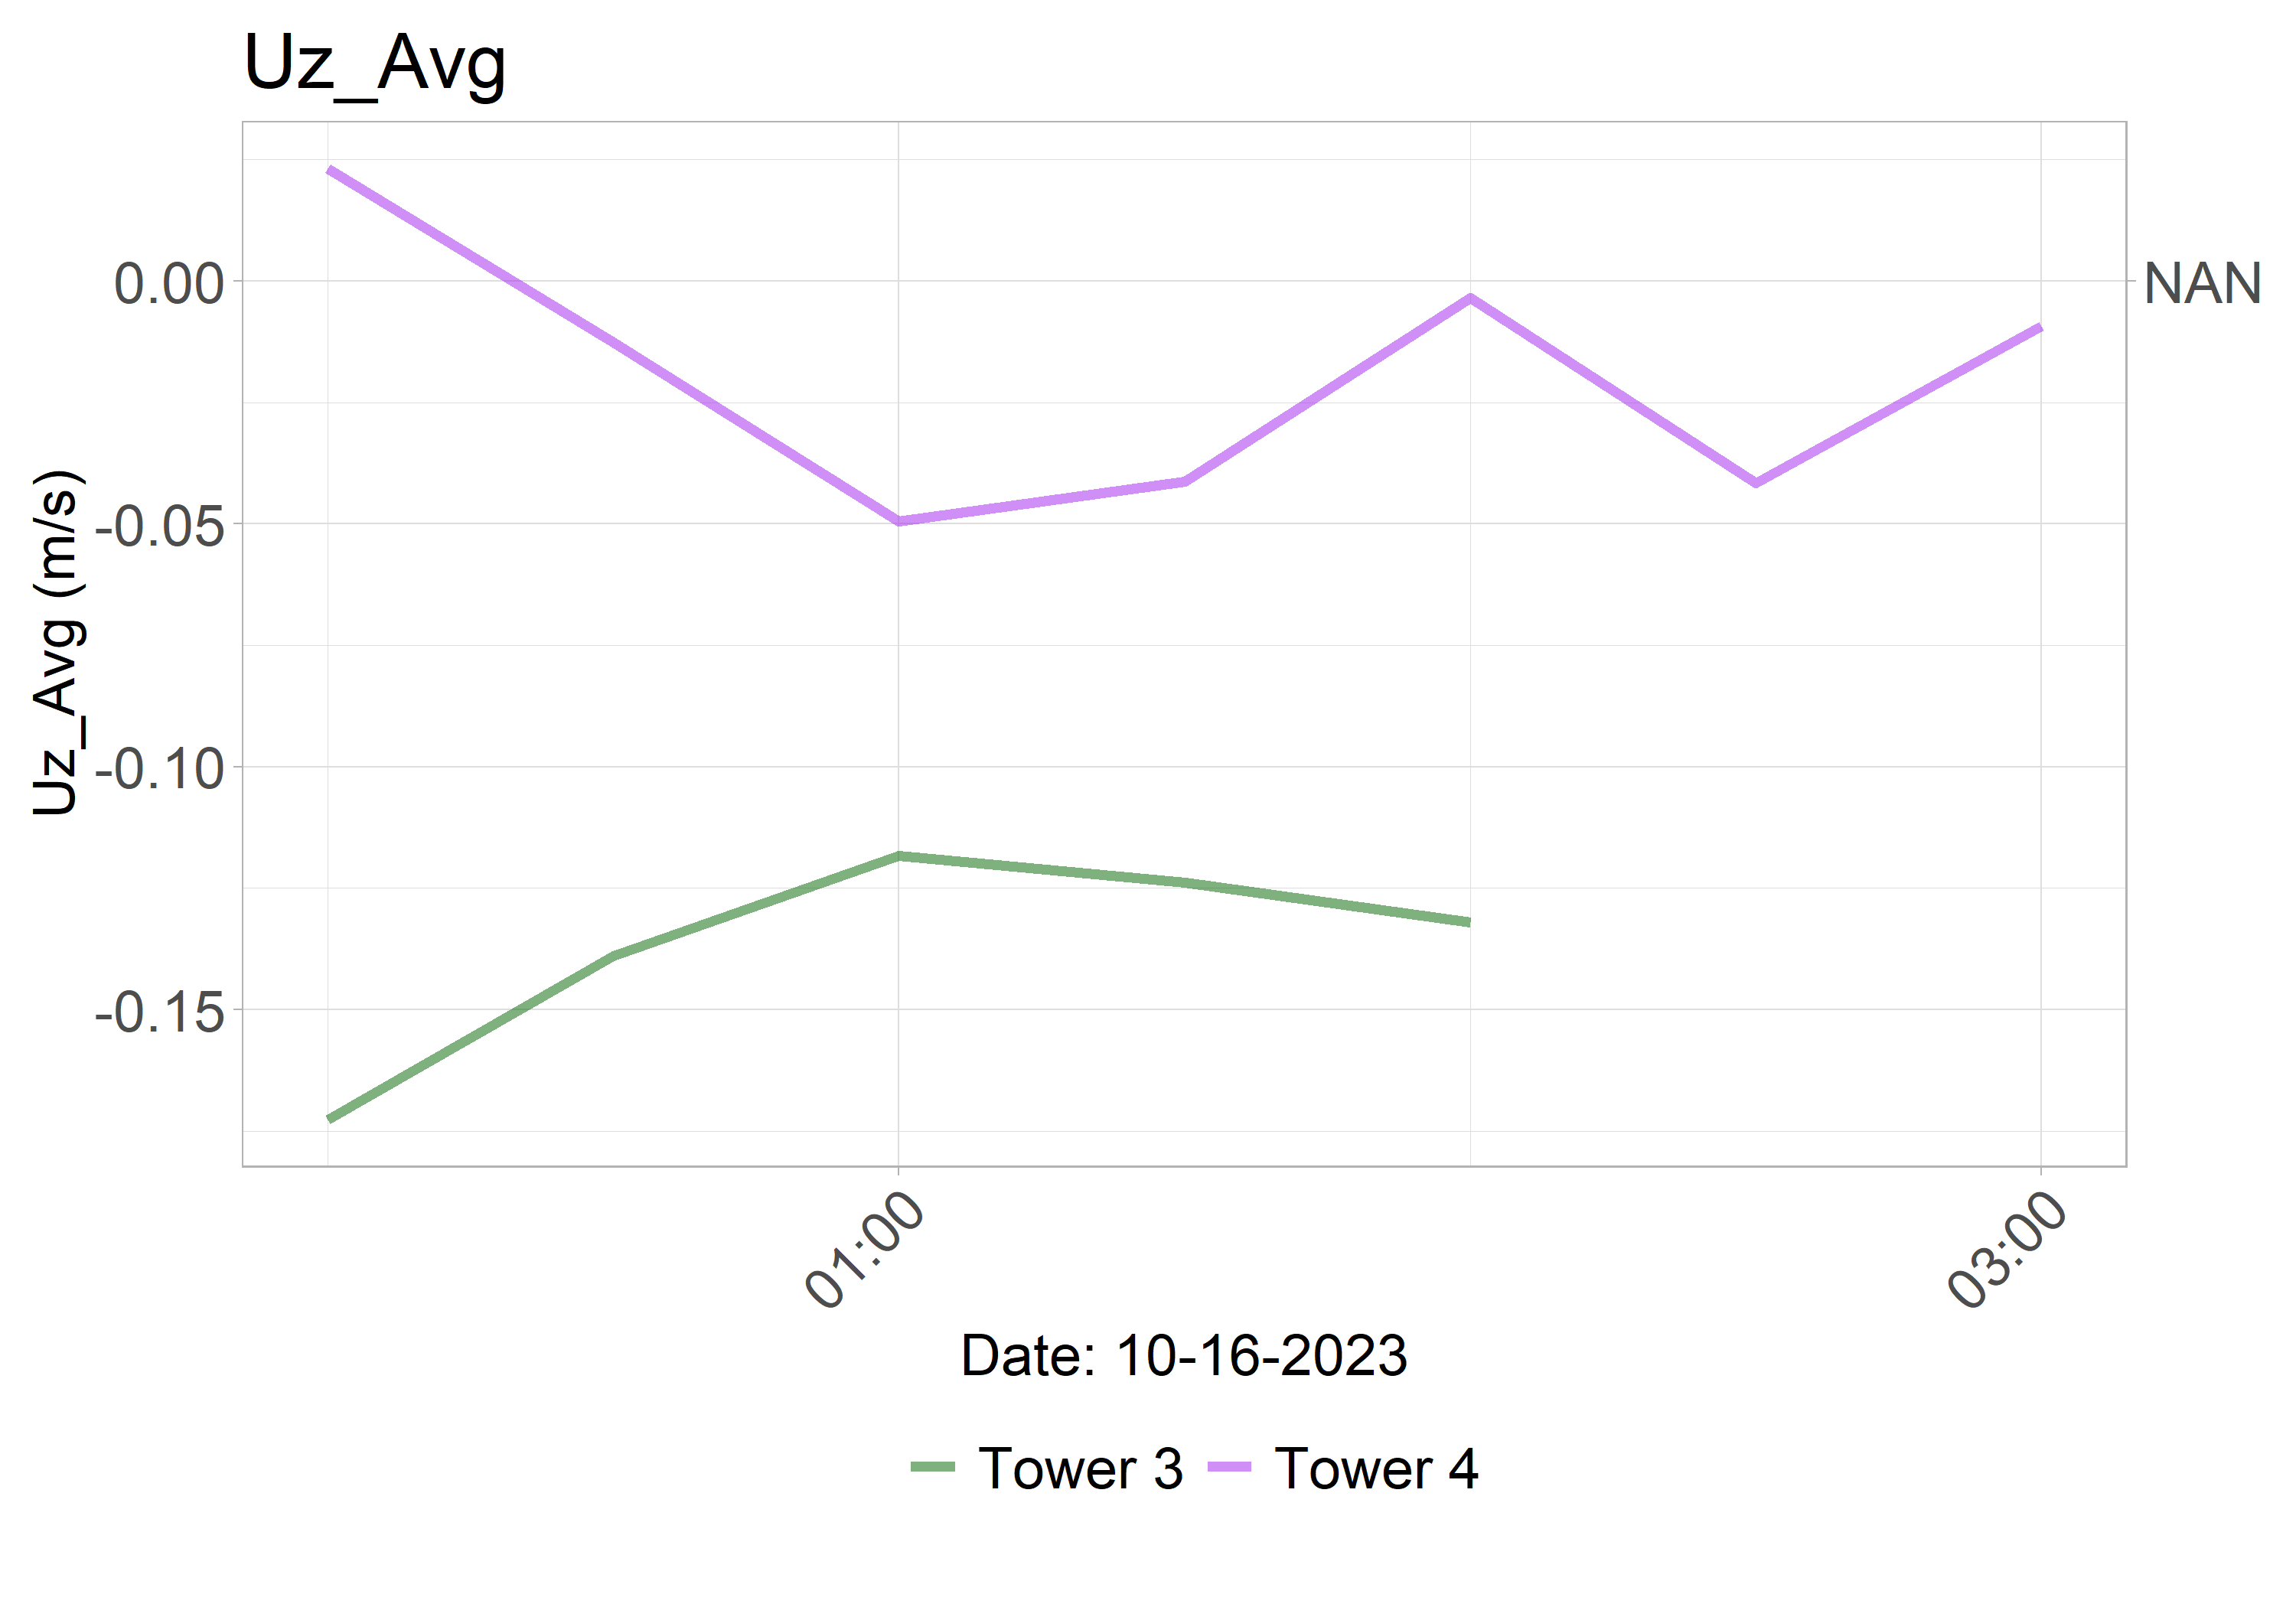 Uz_Avg
Uz_Avg (m/s)
0.00
-0.05
-0.10
-0.15
NAN
01:00
03:00
Date: 10-16-2023
Tower 3 Tower 4